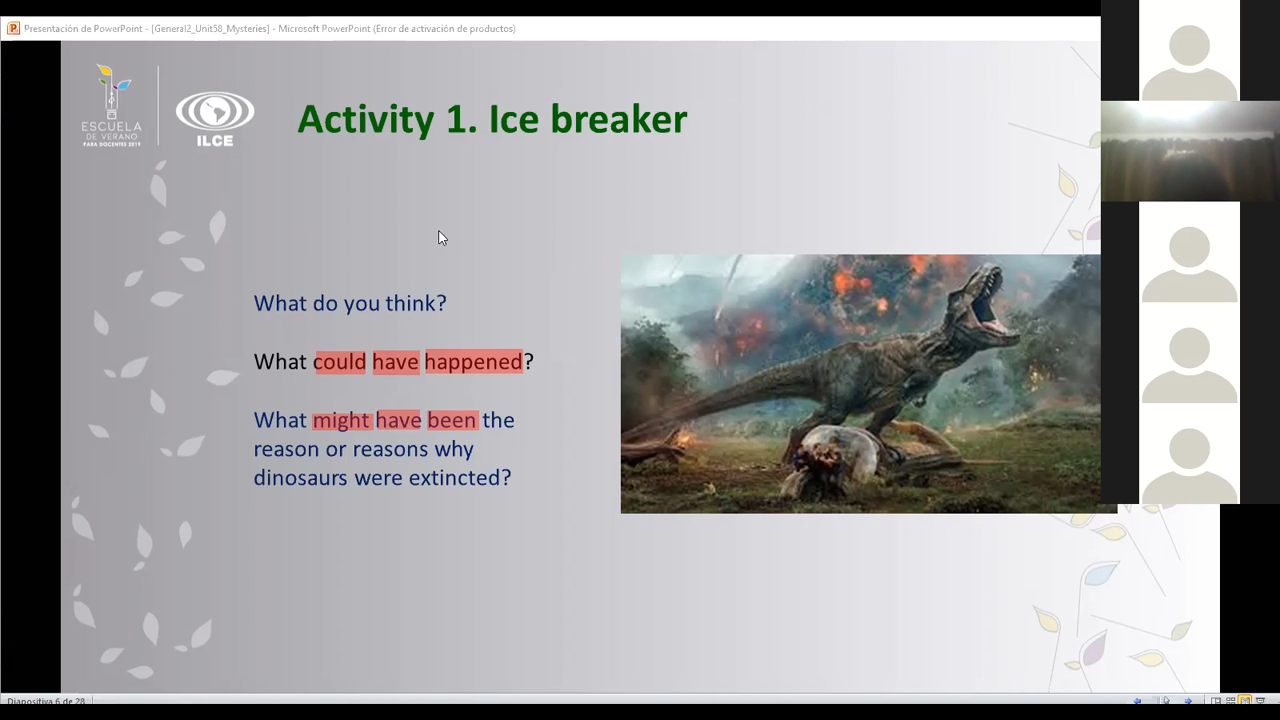 Presentación de PowerPoint - [General2_Unit58_Mysteries] - Microsoft PowerPoint (Error de activación de productos)
ESCUELA
DE VERANO
PARA DOCENTES 2019
ILCE
Activity 1. Ice breaker
What do you think?
What could have happened?
What might have been the
reason or reasons why
dinosaurs were extincted?
Diapositiva 6 de 28